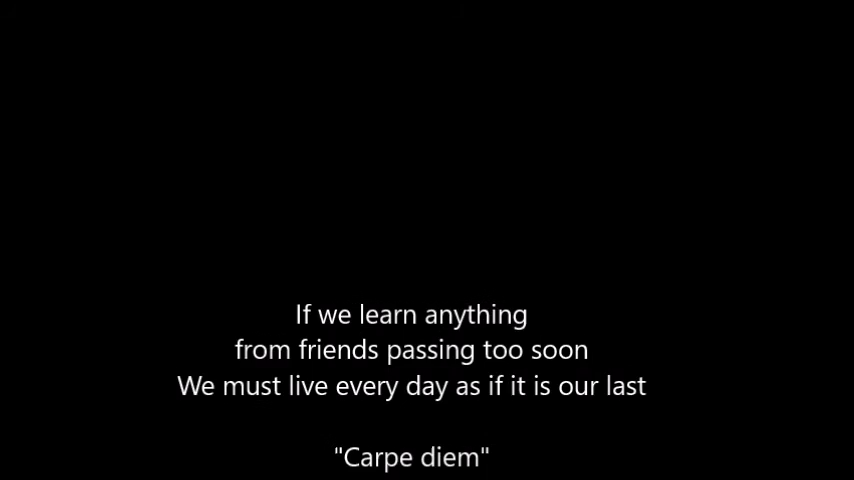 If we learn anything
from friends passing too soon
We must live every day as if it is our last
"Carpe diem"